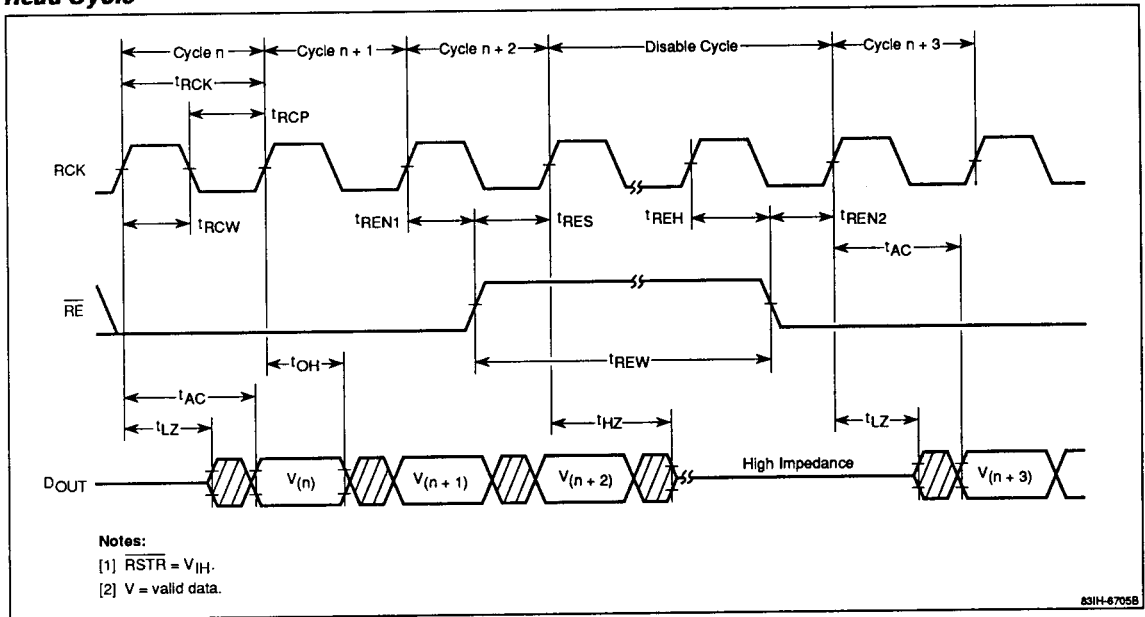 Read Cycle
Cycle n
Cycle n + 1
Cycle n + 2
Disable Cycle
Cycle n + 3
tRCK
tRCP
RCK
tRCW
tREN1
tRES
tREH
tREN2
tAC
RE
tOH
tREW
tAC
tLZ
tHZ
tLZ
DOUT
V(n)
V(n + 1)
V(n + 2)
High Impedance
V(n + 3)
Notes:
[1] RSTR = VIH.
[2] V = valid data.
83IH-6705B